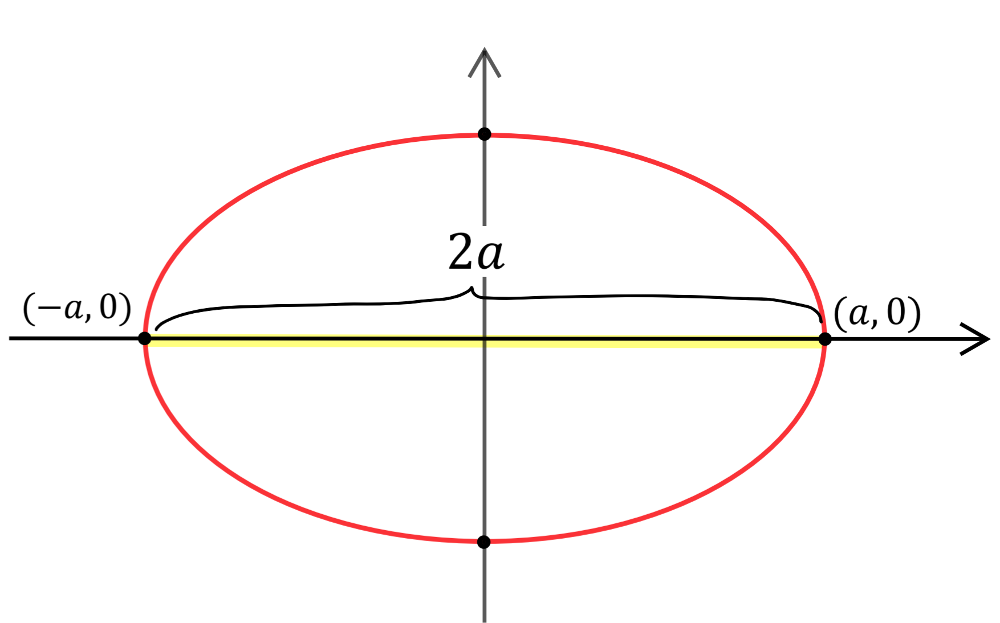 2a
(−a, 0)
(a, 0)